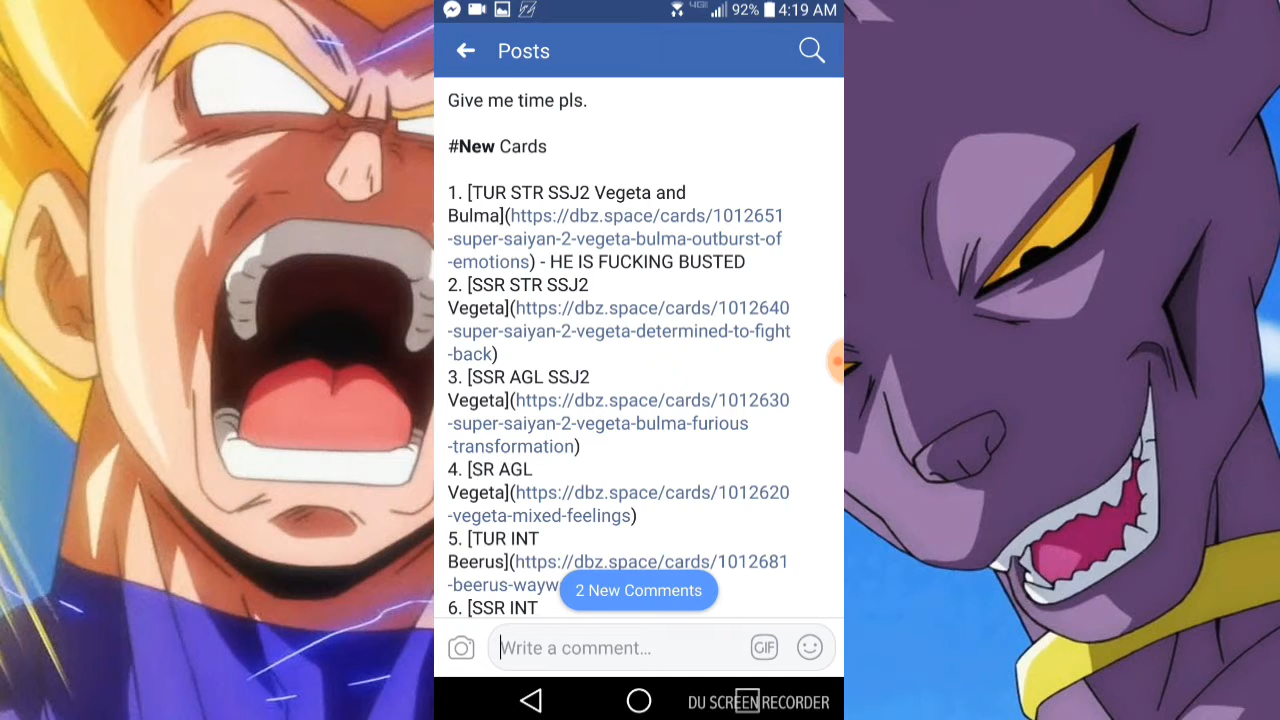 92% 4:19 AM
Posts
Give me time pls.
#New Cards
1. [TUR STR SSJ2 Vegeta and
Bulma](https://dbz.space/cards/1012651
-super-saiyan-2-vegeta-bulma-outburst-of
-emotions) - HE IS FUCKING BUSTED
2. [SSR STR SSJ2
Vegeta](https://dbz.space/cards/1012640
-super-saiyan-2-vegeta-determined-to-fight
-back)
3. [SSR AGL SSJ2
Vegeta](https://dbz.space/cards/1012630
-super-saiyan-2-vegeta-bulma-furious
-transformation)
4. [SR AGL
Vegeta](https://dbz.space/cards/1012620
-vegeta-mixed-feelings)
5. [TUR INT
Beerus](https://dbz.space/cards/1012681
-beerus-wayw
2 New Comments
6. [SSR INT
Write a comment...
GIF
DU SCREEN RECORDER